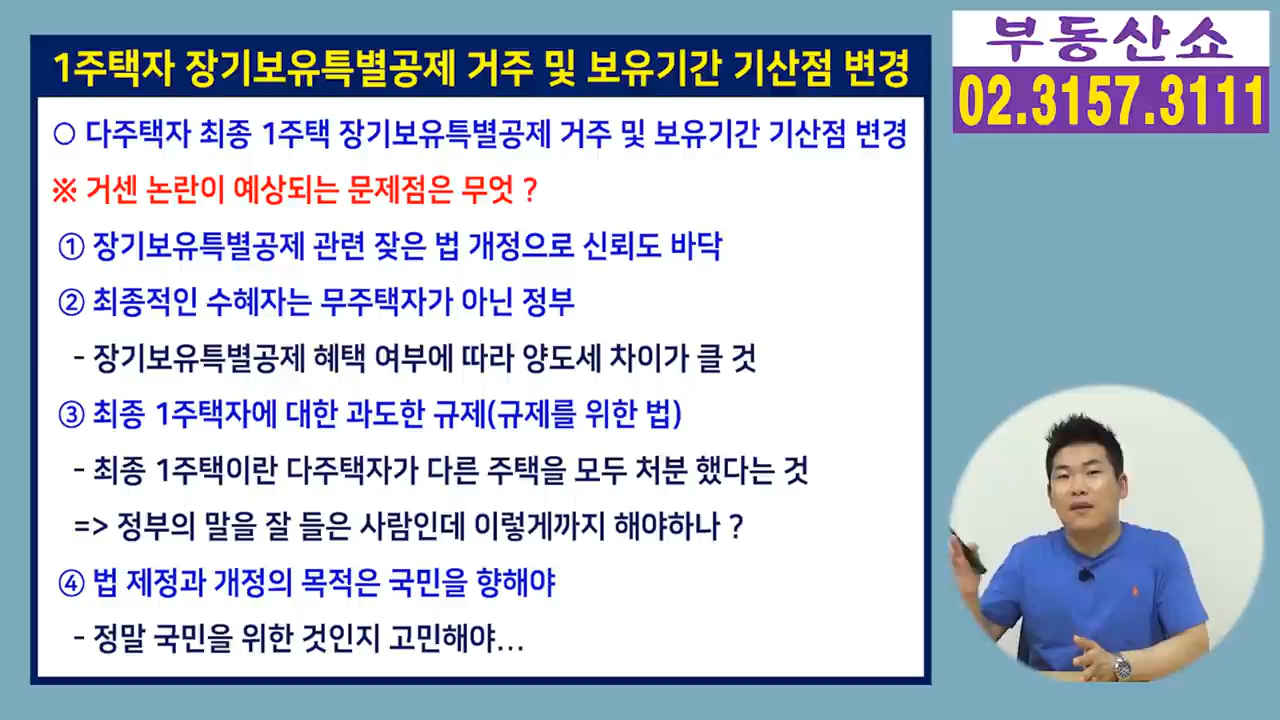 1주택자 장기보유특별공제 거주 및 보유기간 기산점 변경
○ 다주택자 최종 1주택 장기보유특별공제 거주 및 보유기간 기산점 변경
※ 거센 논란이 예상되는 문제점은 무엇 ?
① 장기보유특별공제 관련 잦은 법 개정으로 신뢰도 바닥
② 최종적인 수혜자는 무주택자가 아닌 정부
- 장기보유특별공제 혜택 여부에 따라 양도세 차이가 클 것
③ 최종 1주택자에 대한 과도한 규제(규제를 위한 법)
- 최종 1주택이란 다주택자가 다른 주택을 모두 처분 했다는 것
=> 정부의 말을 잘 들은 사람인데 이렇게까지 해야하나 ?
④ 법 제정과 개정의 목적은 국민을 향해야
- 정말 국민을 위한 것인지 고민해야...
부동산쇼
02.3157.3111